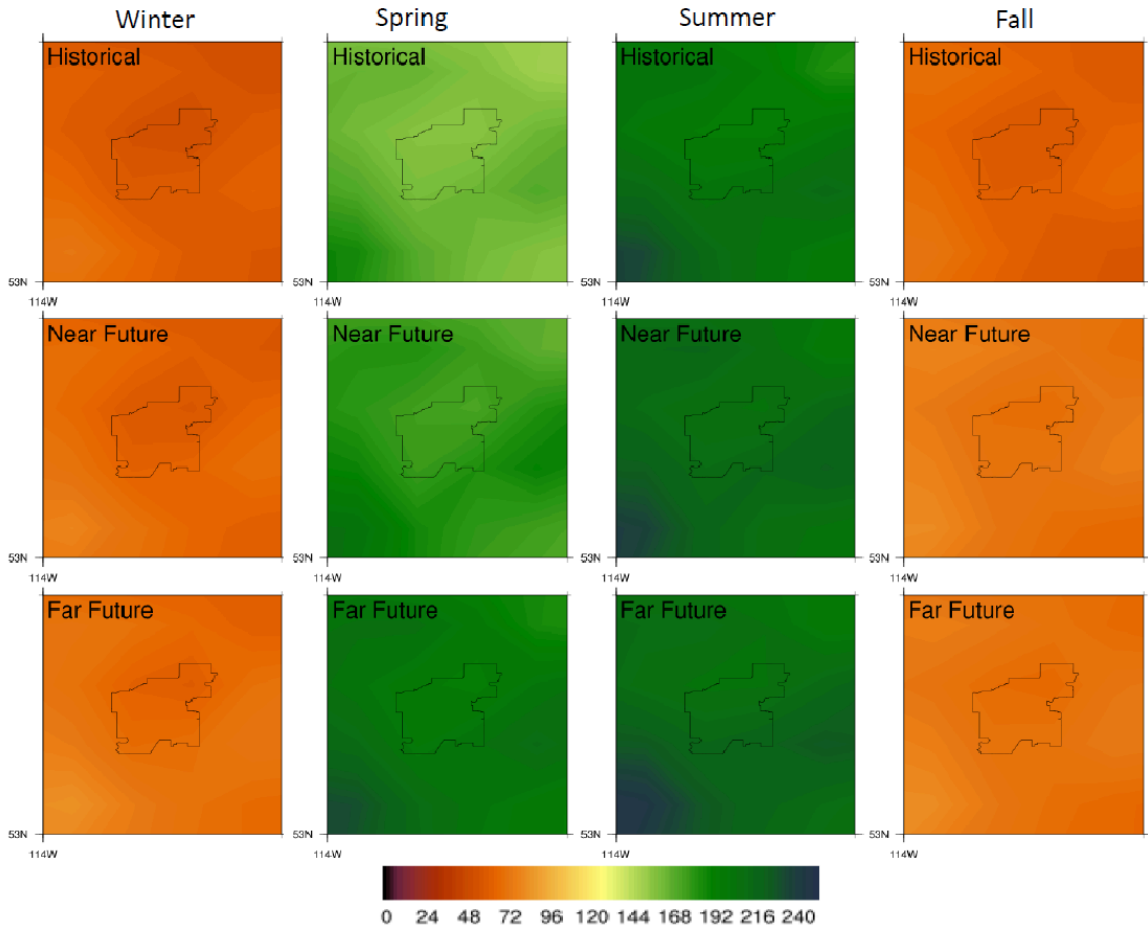 Winter Spring Summer Fall
Historical Historical Historical Historical
53N 53N 53N 53N
114W 114W 114W 114W
Near Future Near Future Near Future Near Future
53N 53N 53N 53N
114W 114W 114W 114W
Far Future Far Future Far Future Far Future
53N 53N 53N 53N
114W 114W 114W 114W
0 24 48 72 96 120 144 168 192 216 240